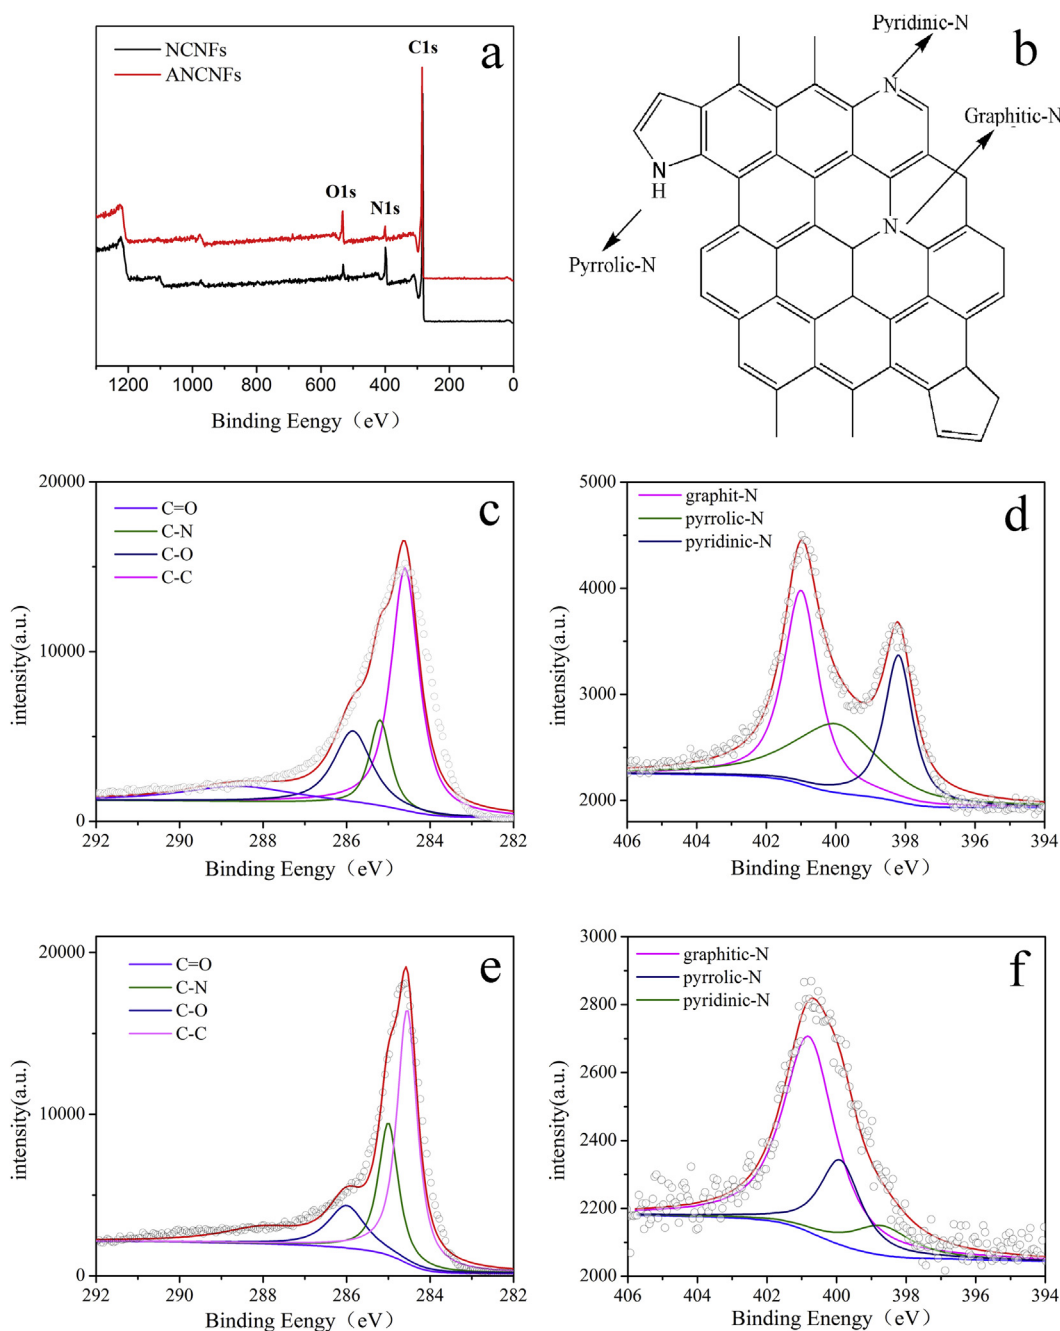 a
NCNFs
ANCNFs
C1s
O1s
N1s
1200 1000 800 600 400 200 0
Binding Eengy（eV）
b
Pyridinic-N
N
Graphitic-N
N
H
N
Pyrrolic-N
c
20000
10000
0
intensity(a.u.)
C=O
C-N
C-O
C-C
292 290 288 286 284 282
Binding Eengy（eV）
d
5000
4000
3000
2000
intensity(a.u.)
graphit-N
pyrrolic-N
pyridinic-N
406 404 402 400 398 396 394
Binding Energy（eV）
e
20000
10000
0
intensity(a.u.)
C=O
C-N
C-O
C-C
292 290 288 286 284 282
Binding Eengy（eV）
f
3000
2800
2600
2400
2200
2000
intensity(a.u.)
graphitic-N
pyrrolic-N
pyridinic-N
406 404 402 400 398 396 394
Binding Energy（eV）